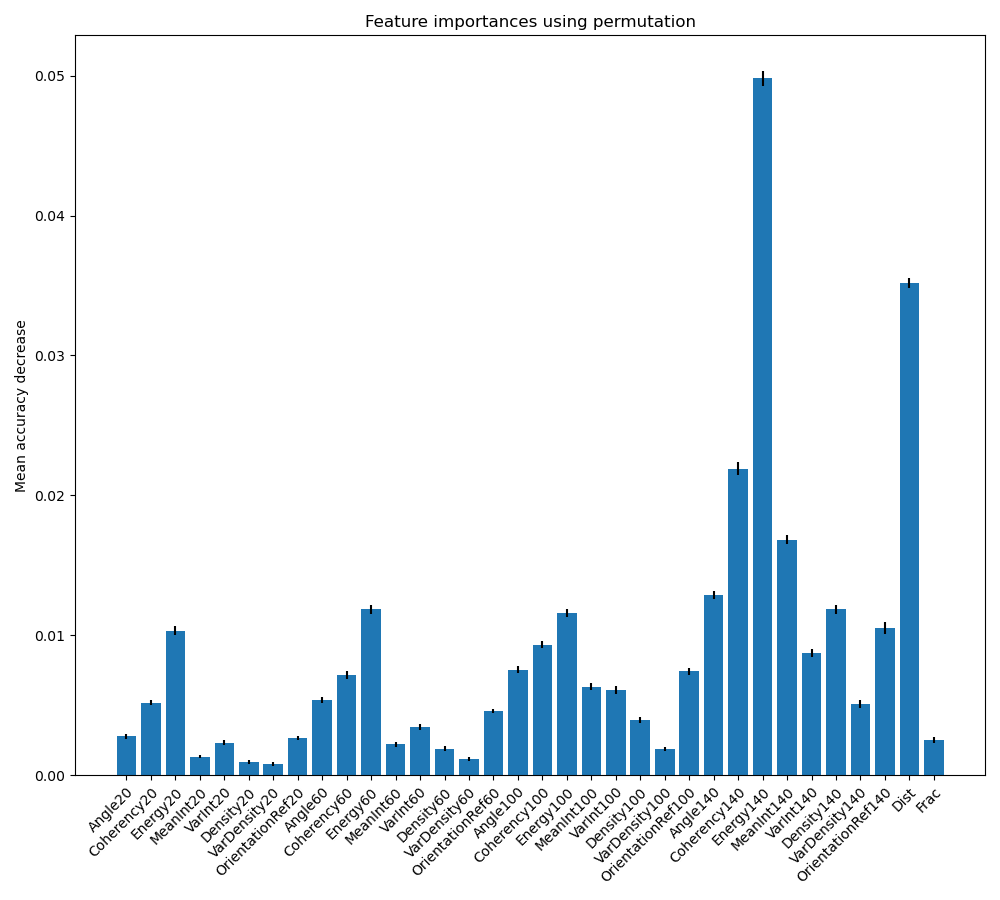 Feature importances using permutation
Mean accuracy decrease
0.05
0.04
0.03
0.02
0.01
0.00
Angle20
Coherency20
Energy20
MeanInt20
VarInt20
Density20
VarDensity20
OrientationRef20
Angle60
Coherency60
Energy60
MeanInt60
VarInt60
Density60
VarDensity60
OrientationRef60
Angle100
Coherency100
Energy100
MeanInt100
VarInt100
Density100
VarDensity100
OrientationRef100
Angle140
Coherency140
Energy140
MeanInt140
VarInt140
Density140
VarDensity140
OrientationRef140
Dist
Frac